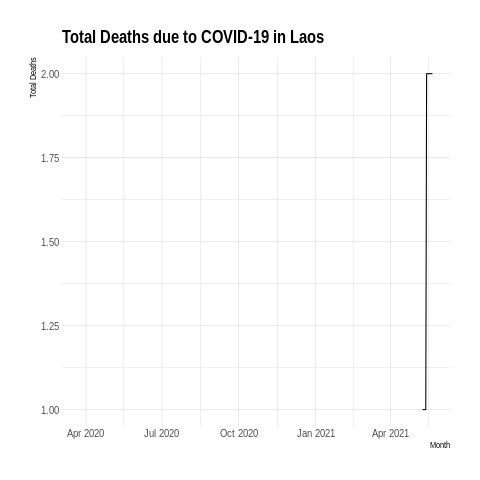 Total Deaths due to COVID-19 in Laos
Total Deaths
2.00
1.75
1.50
1.25
1.00
Apr 2020 Jul 2020 Oct 2020 Jan 2021 Apr 2021
Month